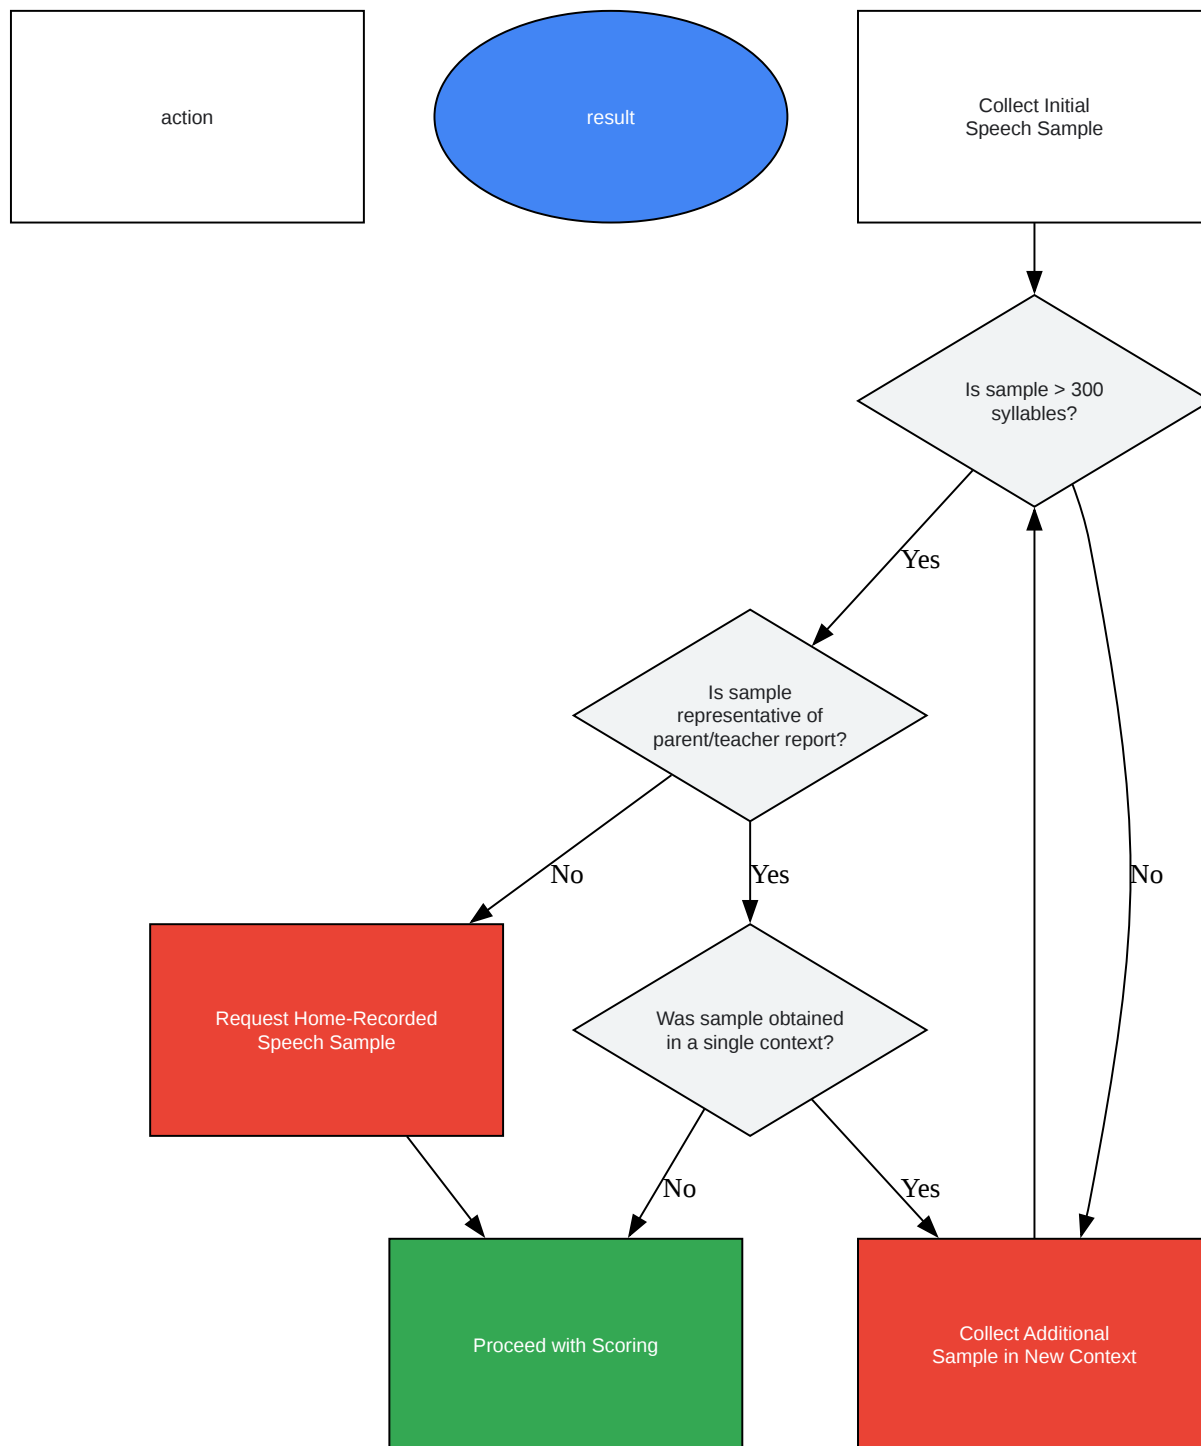 action
result
Collect Initial
Speech Sample
Is sample > 300
syllables?
Yes
Is sample
representative of
parent/teacher report?
No
Yes
No
Request Home-Recorded
Speech Sample
Was sample obtained
in a single context?
No
Yes
Proceed with Scoring
Collect Additional
Sample in New Context